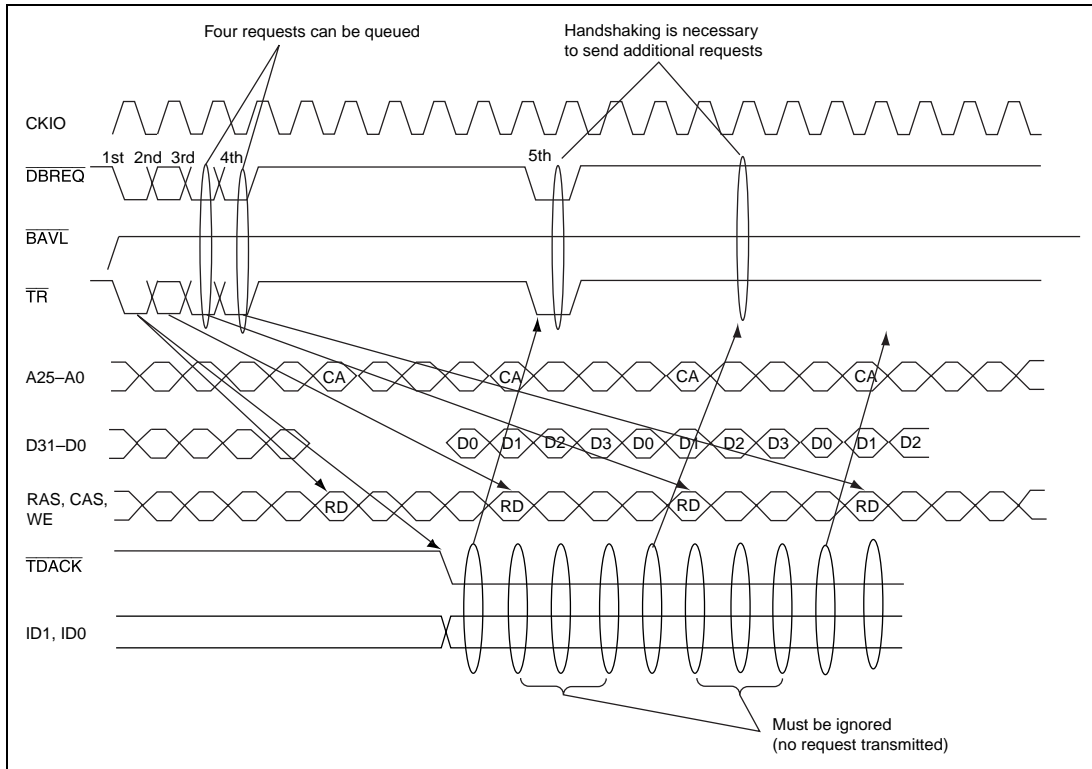 Four requests can be queued
Handshaking is necessary
to send additional requests
CKIO
1st 2nd 3rd 4th 5th
DBREQ
BAVL
TR
A25–A0 CA CA CA CA
D31–D0 D0 D1 D2 D3 D0 D1 D2 D3 D0 D1 D2
RAS, CAS,
WE
RD RD RD RD
TDACK
ID1, ID0
Must be ignored
(no request transmitted)